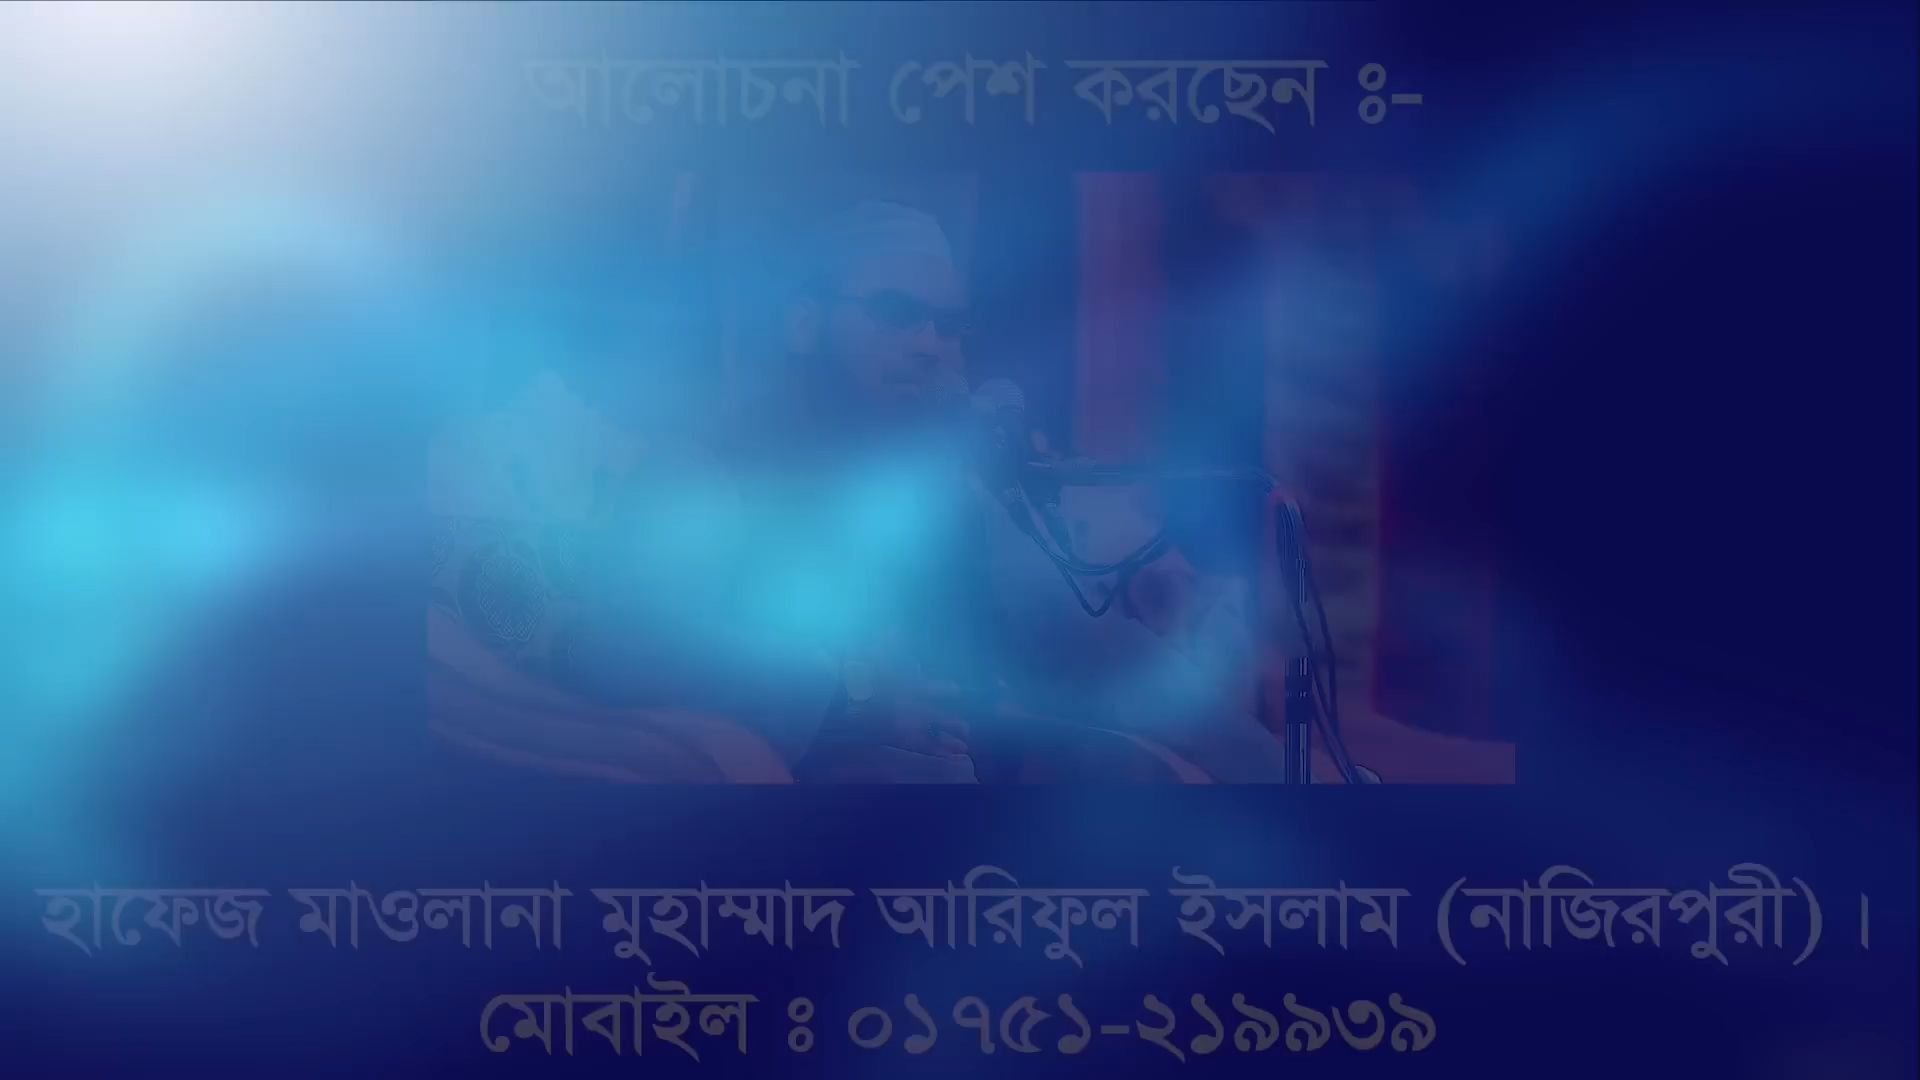 আলোচনা পেশ করছেন ঃ-
হাফেজ মাওলানা মুহাম্মাদ আরিফুল ইসলাম (নাজিরপুরী) ।
মোবাইল ঃ ০১৭৫১-২১৯৯৩৯